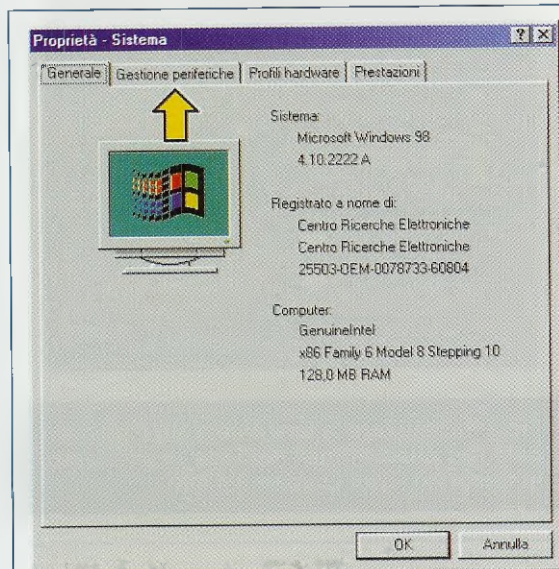 Proprietà - Sistema
Generale
Gestione periferiche
Profili hardware
Prestazioni
Sistema:
Microsoft Windows 98
4.10.2222 A
Registrato a nome di:
Centro Ricerche Elettroniche
Centro Ricerche Elettroniche
25503-OEM-0078733-60804
Computer:
GenuineIntel
x86 Family 6 Model 8 Stepping 10
128,0 MB RAM
OK
Annulla